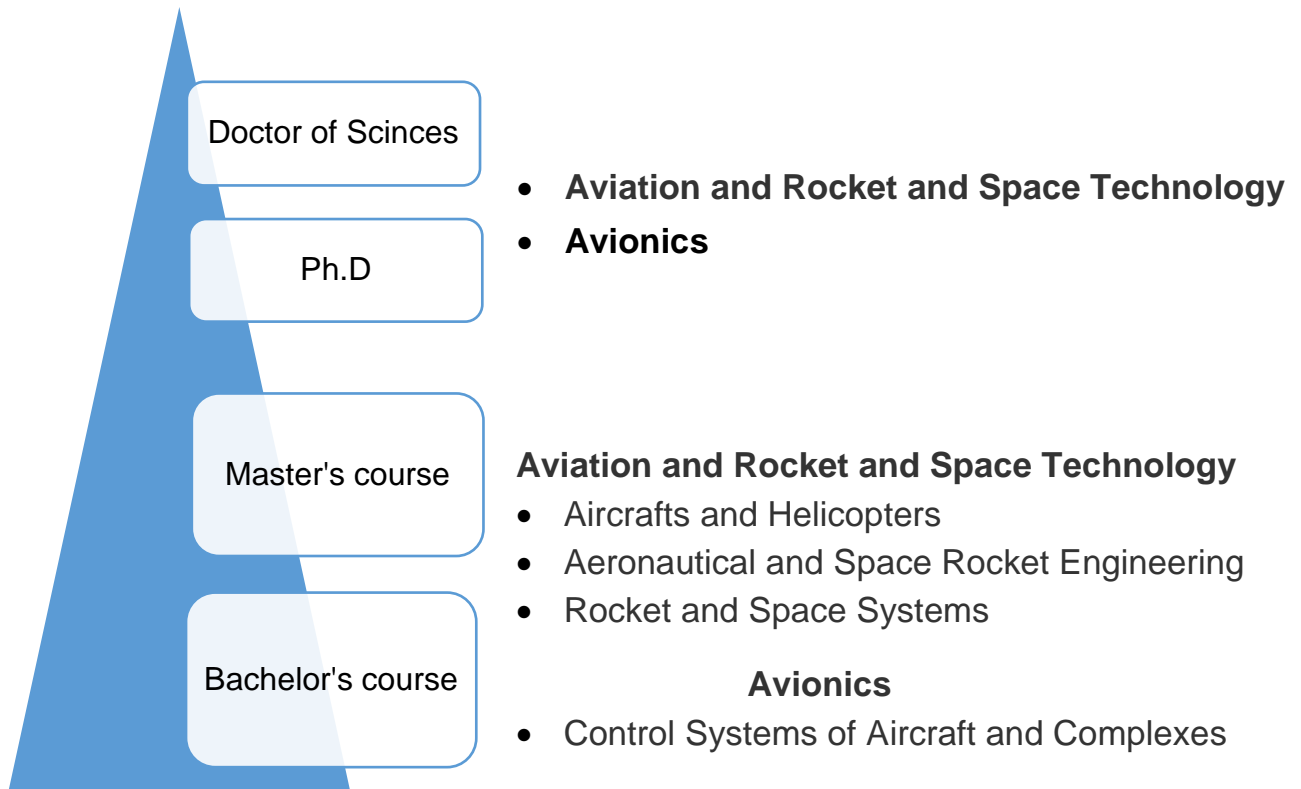 Doctor of Scinces
Ph.D
• Aviation and Rocket and Space Technology
• Avionics
Master's course
Bachelor's course
Aviation and Rocket and Space Technology
• Aircrafts and Helicopters
• Aeronautical and Space Rocket Engineering
• Rocket and Space Systems
Avionics
• Control Systems of Aircraft and Complexes